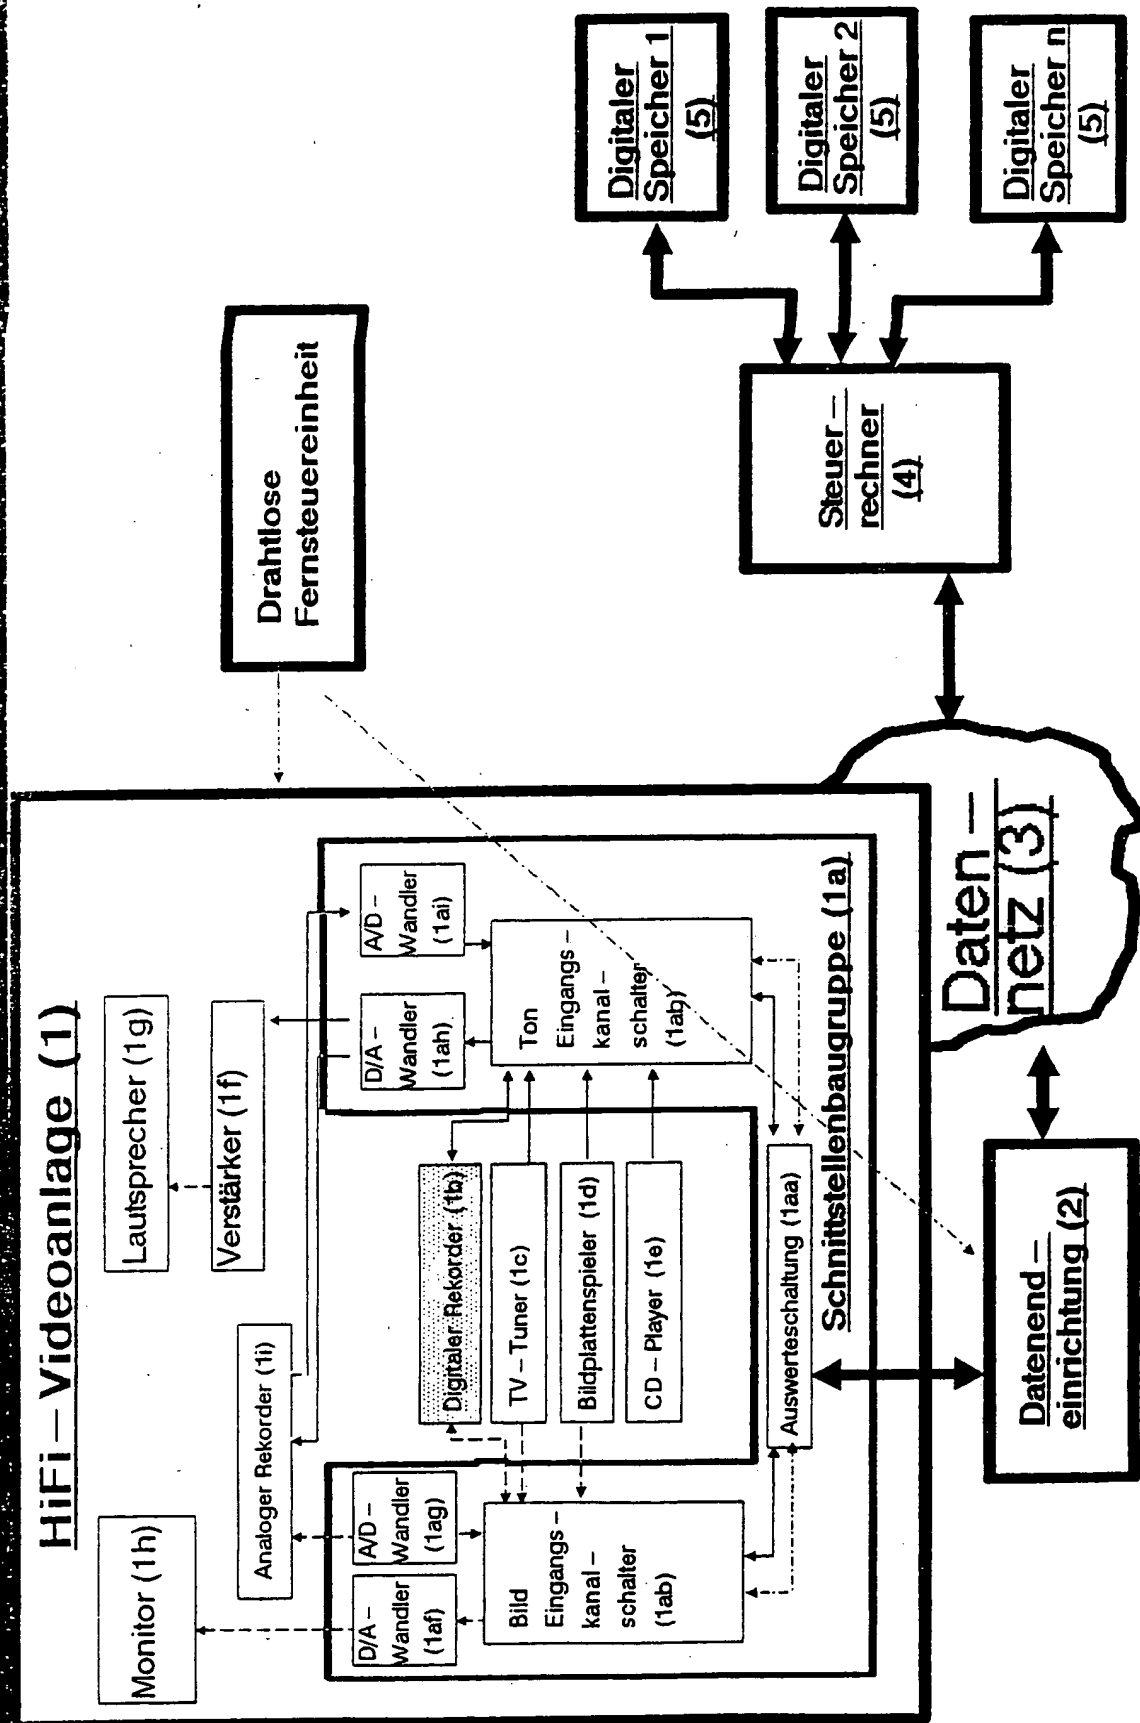 HiFi – Videoanlage (1)
Monitor (1h)
Analoger Rekorder (1i)
Lautsprecher (1g)
Verstärker (1f)
D/A –
Wandler
(1af)
A/D –
Wandler
(1ag)
D/A –
Wandler
(1ah)
A/D –
Wandler
(1ai)
Bild
Eingangs –
kanal –
schalter
(1ab)
Digitaler Rekorder (1b)
TV – Tuner (1c)
Bildplattenspieler (1d)
CD – Player (1e)
Ton
Eingangs –
kanal –
schalter
(1ab)
Auswerteschaltung (1aa)
Schnittstellenbaugruppe (1a)
Drahtlose
Fernsteuereinheit
Datenend –
einrichtung (2)
Daten –
netz (3)
Steuer –
rechner
(4)
Digitaler
Speicher 1
(5)
Digitaler
Speicher 2
(5)
Digitaler
Speicher n
(5)